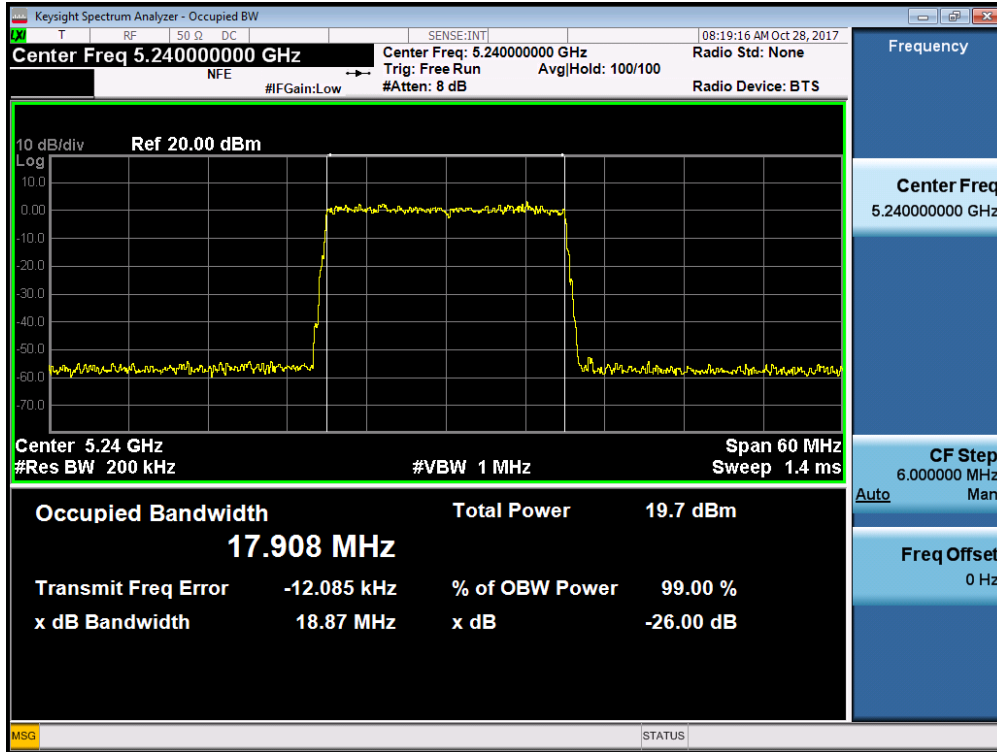 Keysight Spectrum Analyzer - Occupied BW
LXI T RF 50 Ω DC SENSE:INT 08:19:16 AM Oct 28, 2017
Center Freq 5.240000000 GHz
NFE
#IFGain:Low
Center Freq: 5.240000000 GHz
Trig: Free Run Avg|Hold: 100/100
#Atten: 8 dB
Radio Std: None
Radio Device: BTS
10 dB/div Ref 20.00 dBm
Log
10.0
0.00
-10.0
-20.0
-30.0
-40.0
-50.0
-60.0
-70.0
Center 5.24 GHz Span 60 MHz
#Res BW 200 kHz #VBW 1 MHz Sweep 1.4 ms
Occupied Bandwidth Total Power 19.7 dBm
17.908 MHz
Transmit Freq Error -12.085 kHz % of OBW Power 99.00 %
x dB Bandwidth 18.87 MHz x dB -26.00 dB
Frequency
Center Freq
5.240000000 GHz
CF Step
6.000000 MHz
Auto Man
Freq Offset
0 Hz
MSG STATUS